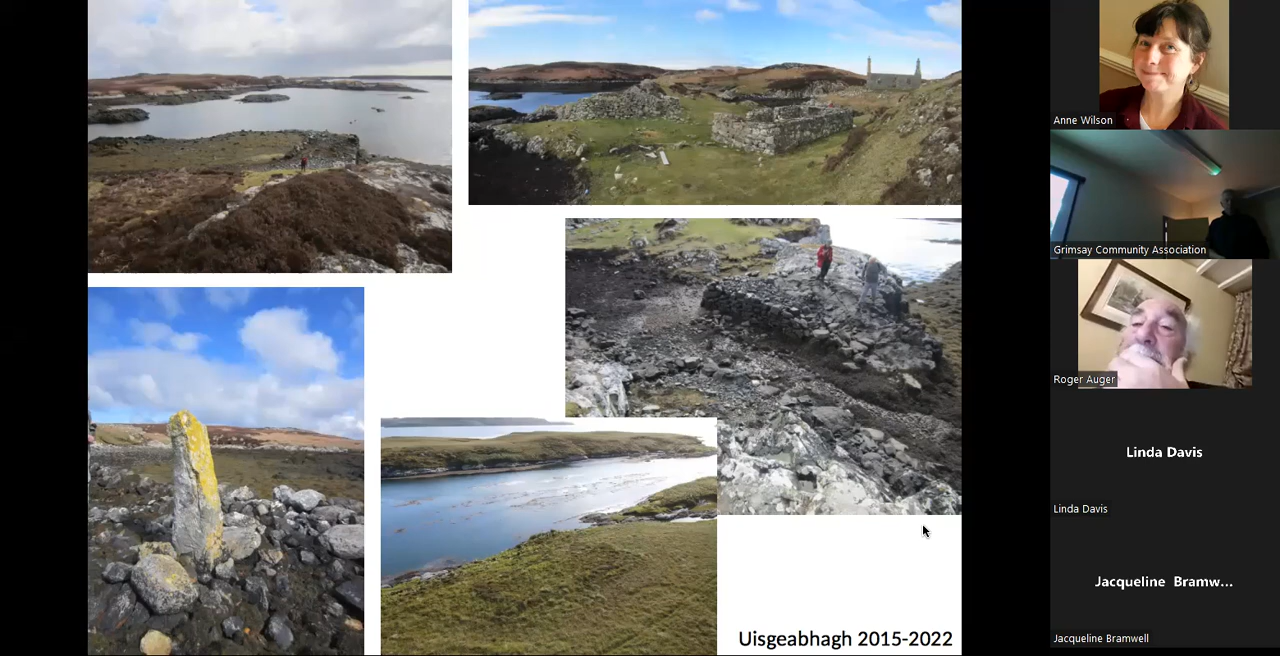 Uisgeabhagh 2015-2022
Anne Wilson
Grimsay Community Association
Roger Auger
Linda Davis
Linda Davis
Jacqueline Bramw...
Jacqueline Bramwell